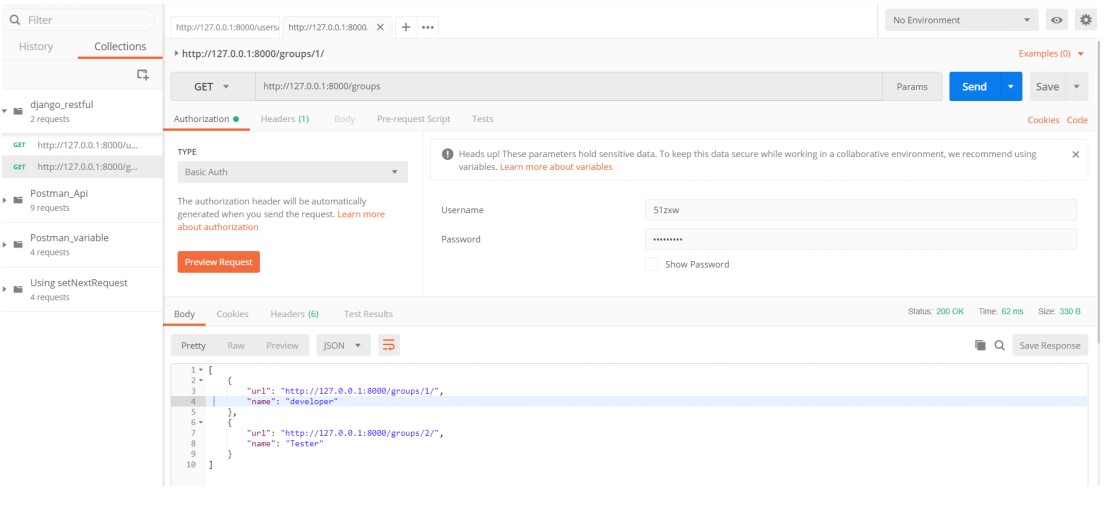 Filter
History Collections
django_restful
2 requests
GET http://127.0.0.1:8000/u...
GET http://127.0.0.1:8000/g...
Postman_Api
9 requests
Postman_variable
4 requests
Using setNextRequest
4 requests
http://127.0.0.1:8000/users/ http://127.0.0.1:8000. X + •••
No Environment
http://127.0.0.1:8000/groups/1/
Examples (0)
GET http://127.0.0.1:8000/groups Params Send Save
Authorization Headers (1) Body Pre-request Script Tests Cookies Code
TYPE
Basic Auth
The authorization header will be automatically
generated when you send the request. Learn more
about authorization
Preview Request
Heads up! These parameters hold sensitive data. To keep this data secure while working in a collaborative environment, we recommend using
variables. Learn more about variables
Username 51zxw
Password •••••••••
Show Password
Body Cookies Headers (6) Test Results Status: 200 OK Time: 62 ms Size: 330 B
Pretty Raw Preview JSON Save Response
1 [
2 {
3 "url": "http://127.0.0.1:8000/groups/1/",
4 "name": "developer"
5 },
6 {
7 "url": "http://127.0.0.1:8000/groups/2/",
8 "name": "Tester"
9 }
10 ]